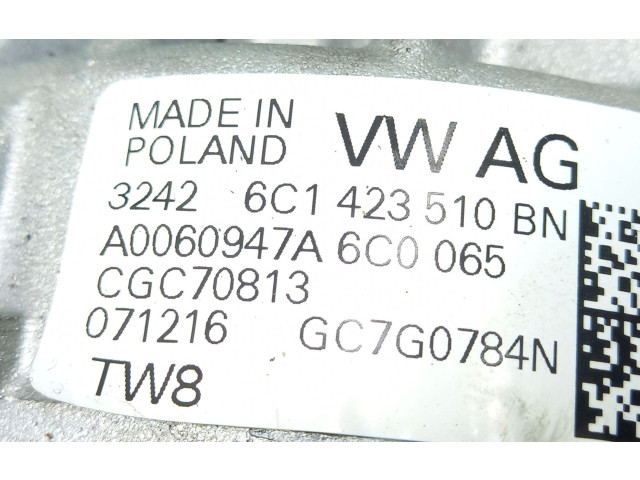 MADE IN
POLAND
VW AG
3242 6C1 423 510 BN
A0060947A 6C0 065
CGC70813
071216 GC7G0784N
TW8